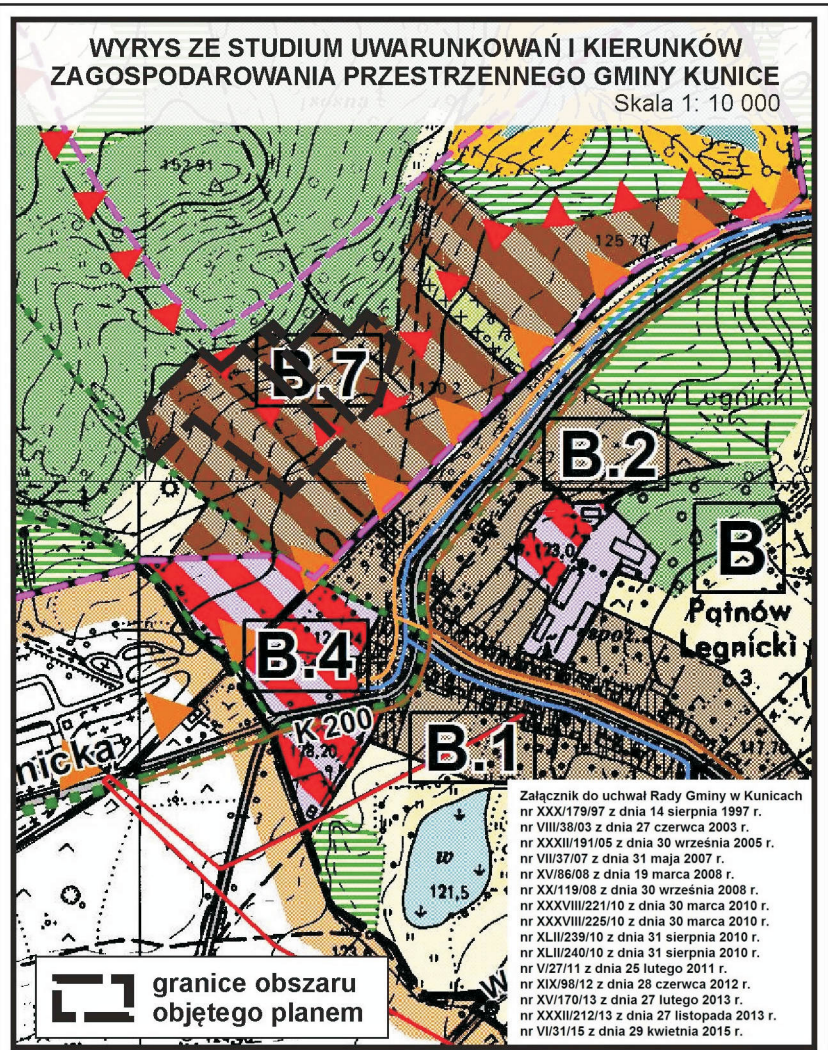 WYRYS ZE STUDIUM UWARUNKOWAŃ I KIERUNKÓW
ZAGOSPODAROWANIA PRZESTRZENNEGO GMINY KUNICE
Skala 1: 10 000
125 70
B.7
Pątnów Legnicki
B.2
B
Pątnów
Legnicki
B.4
K 200
nicka
B.1
w
121,5
Załącznik do uchwał Rady Gminy w Kunicach
nr XXX/179/97 z dnia 14 sierpnia 1997 r.
nr VIII/38/03 z dnia 27 czerwca 2003 r.
nr XXXII/191/05 z dnia 30 września 2005 r.
nr VII/37/07 z dnia 31 maja 2007 r.
nr XV/86/08 z dnia 19 marca 2008 r.
nr XX/119/08 z dnia 30 września 2008 r.
nr XXXVIII/221/10 z dnia 30 marca 2010 r.
nr XXXVIII/225/10 z dnia 30 marca 2010 r.
nr XLII/239/10 z dnia 31 sierpnia 2010 r.
nr XLII/240/10 z dnia 31 sierpnia 2010 r.
nr V/27/11 z dnia 25 lutego 2011 r.
nr XIX/98/12 z dnia 28 czerwca 2012 r.
nr XV/170/13 z dnia 27 lutego 2013 r.
nr XXXII/212/13 z dnia 27 listopada 2013 r.
nr VI/31/15 z dnia 29 kwietnia 2015 r.
granice obszaru
objętego planem